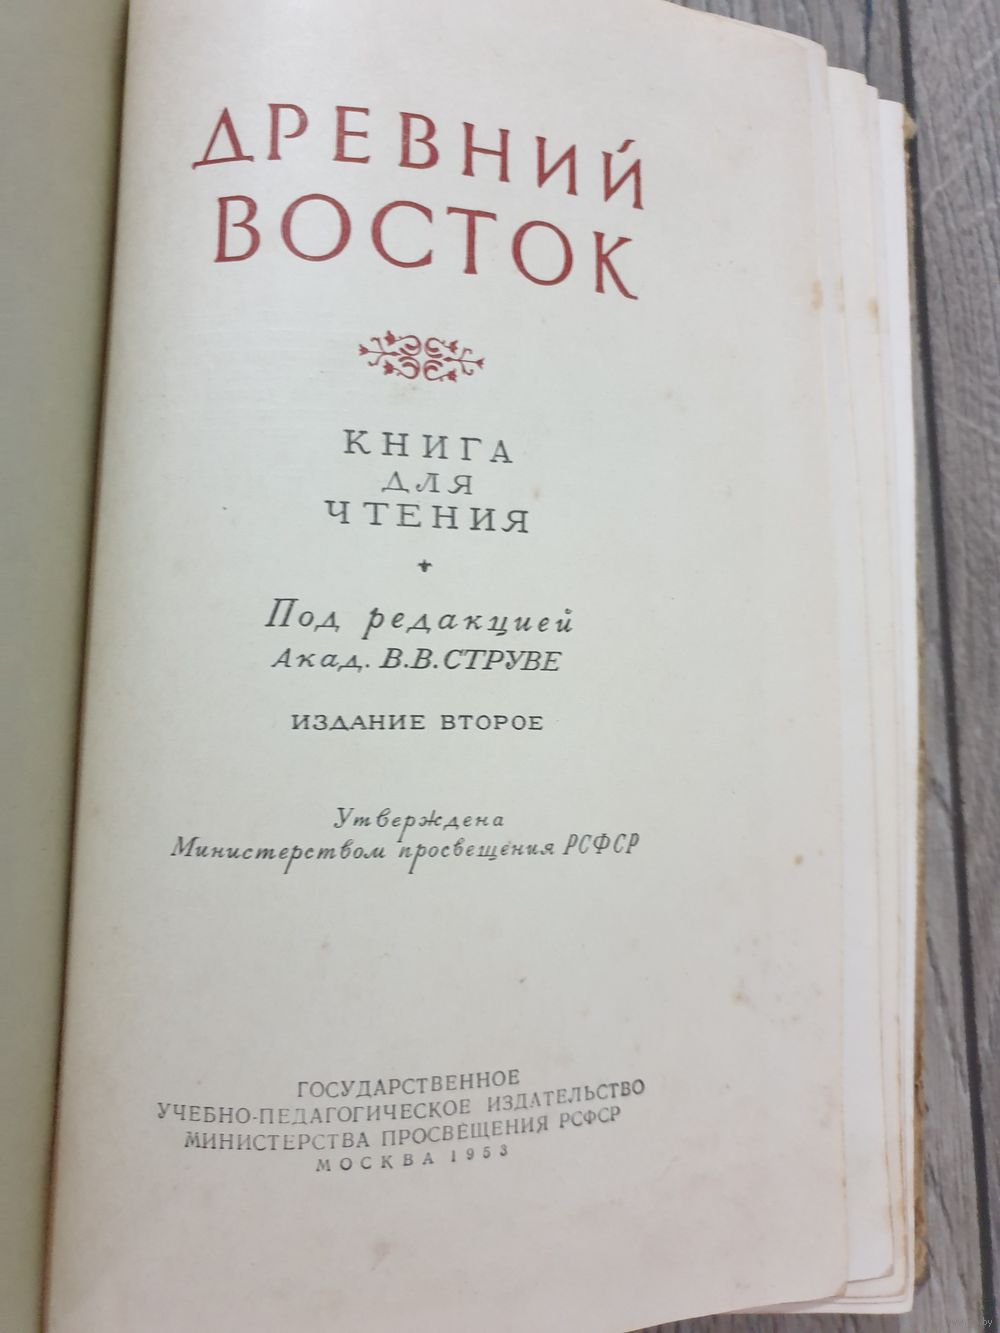 ДРЕВНИЙ
ВОСТОК
КНИГА
ДЛЯ
ЧТЕНИЯ
Под редакцией
Акад. В.В. СТРУВЕ
ИЗДАНИЕ ВТОРОЕ
Утверждена
Министерством просвещения РСФСР
ГОСУДАРСТВЕННОЕ
УЧЕБНО-ПЕДАГОГИЧЕСКОЕ ИЗДАТЕЛЬСТВО
МИНИСТЕРСТВА ПРОСВЕЩЕНИЯ РСФСР
МОСКВА 1953